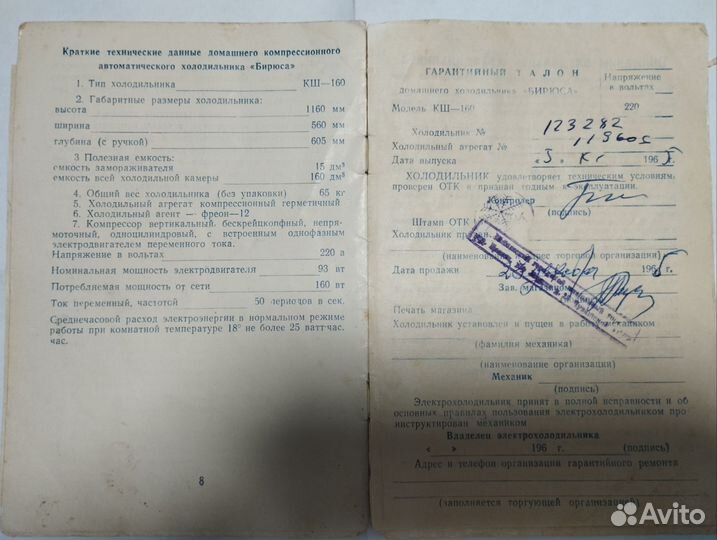 Краткие технические данные домашнего компрессионного
автоматического холодильника «Бирюса»
1. Тип холодильника КШ—160
2. Габаритные размеры холодильника:
высота 1160 мм
ширина 560 мм
глубина (с ручкой) 605 мм
3 Полезная емкость:
емкость замораживателя 15 дм³
емкость всей холодильной камеры 160 дм³
4. Общий вес холодильника (без упаковки) 65 кг
5. Холодильный агрегат компрессионный герметичный
6. Холодильный агент — фреон—12
7. Компрессор вертикальный, бескрейцкопфный, непря-
моточный, одноцилиндровый, с встроенным однофазным
электродвигателем переменного тока.
Напряжение в вольтах 220 в
Номинальная мощность электродвигателя 93 вт
Потребляемая мощность от сети 160 вт
Ток переменный, частотой 50 периодов в сек.
Среднечасовой расход электроэнергии в нормальном режиме
работы при комнатной температуре 18° не более 25 ватт-час.
час.
8
ГАРАНТИЙНЫЙ ТАЛОН
домашнего холодильника «БИРЮСА»
Напряжение
в вольтах
Модель КШ—160 220
Холодильник № 123282
Холодильный агрегат № 119605
Дата выпуска «5» 1965 г.
ХОЛОДИЛЬНИК удовлетворяет техническим условиям,
проверен ОТК и признан годным к эксплуатации.
Контролер
(подпись)
Штамп ОТК
Холодильник
(наименование и адрес торговой организации)
Дата продажи 1965 г.
Зав. магазином
Печать магазина
Холодильник установлен и пущен в работу механиком
(фамилия механика)
(наименование организации)
Механик
(подпись)
Электрохолодильник принят в полной исправности и об
основных правилах пользования электрохолодильником про
инструктирован механиком
Владелец электрохолодильника
« » 196 г. (подпись)
Адрес и телефон организации гарантийного ремонта
(заполняется торгующей организацией)
Avito